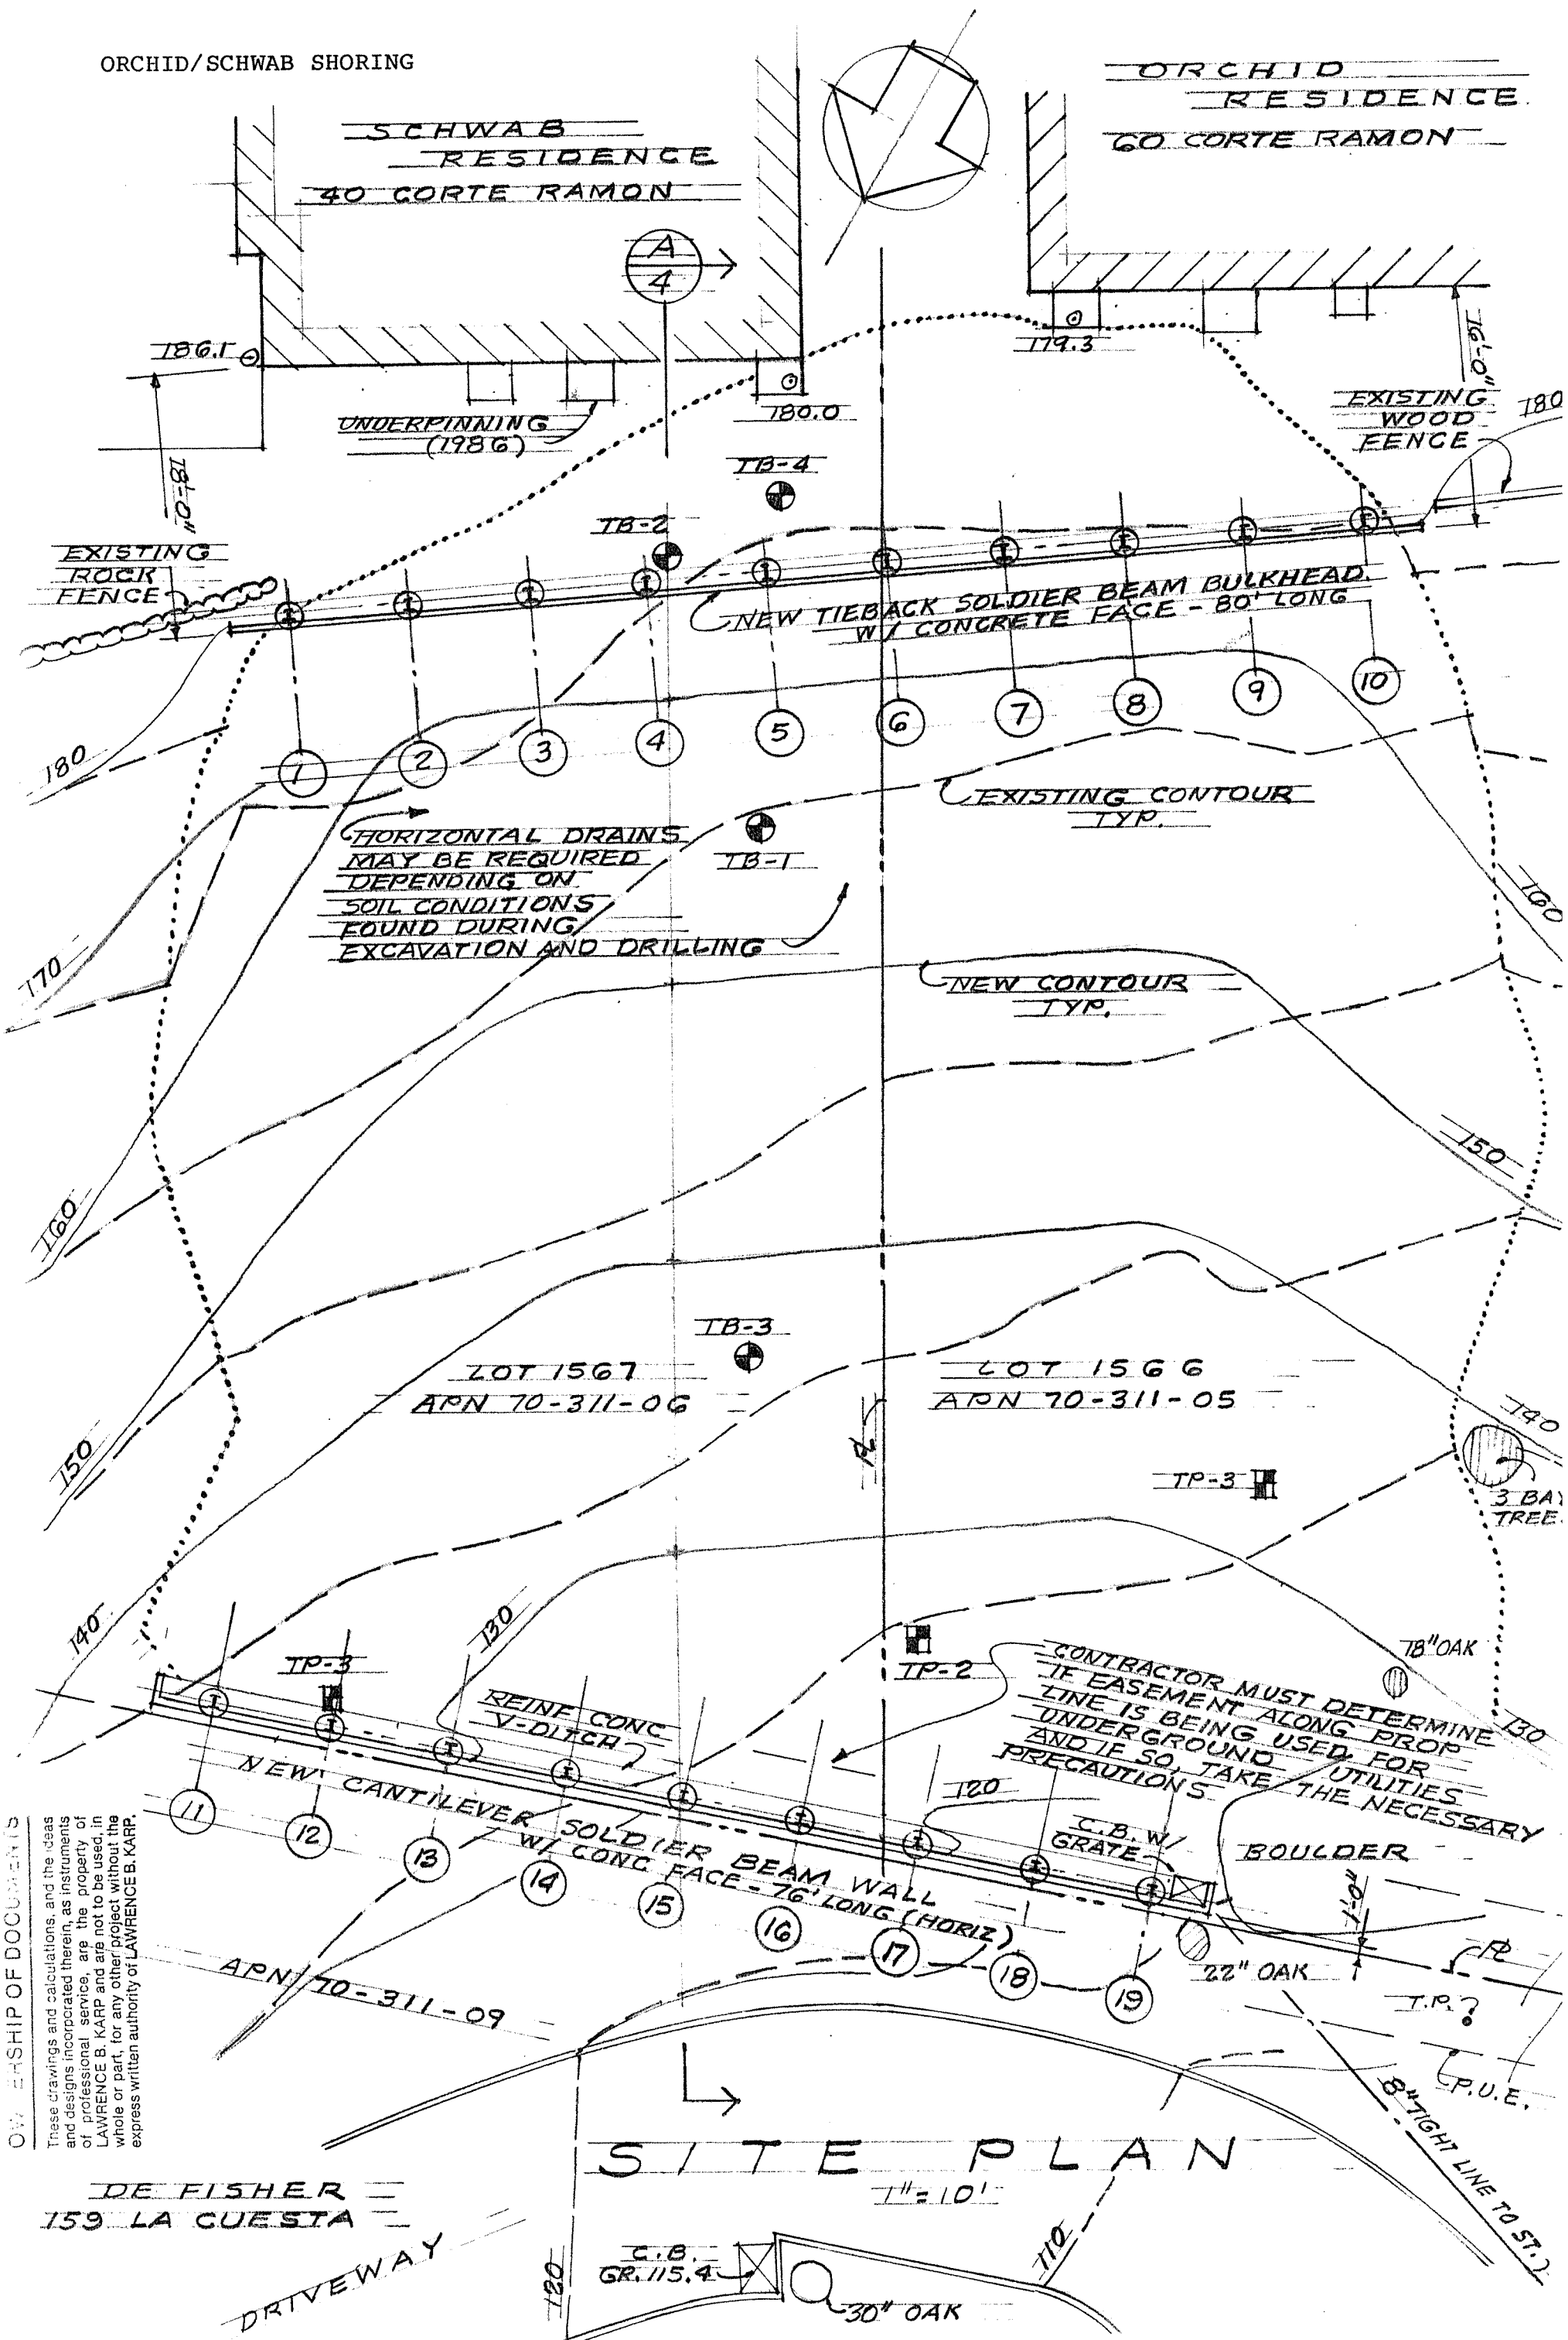 ORCHID/SCHWAB SHORING
SCHWAB
RESIDENCE
40 CORTE RAMON
ORCHID
RESIDENCE
60 CORTE RAMON
A
4
186.1
179.3
180.0
16'-0"
18'-0"
UNDERPINNING
(1986)
EXISTING
WOOD
FENCE
180
TB-4
TB-2
EXISTING
ROCK
FENCE
NEW TIEBACK SOLDIER BEAM BULKHEAD
W/ CONCRETE FACE - 80' LONG
1
2
3
4
5
6
7
8
9
10
180
EXISTING CONTOUR
TYP.
HORIZONTAL DRAINS
MAY BE REQUIRED
DEPENDING ON
SOIL CONDITIONS
FOUND DURING
EXCAVATION AND DRILLING
TB-1
160
170
NEW CONTOUR
TYP.
150
160
TB-3
LOT 1567
APN 70-311-06
LOT 1566
APN 70-311-05
PL
140
150
TP-3
3 BAY
TREE
140
130
TP-3
TP-2
18" OAK
130
REINF CONC
V-DITCH
CONTRACTOR MUST DETERMINE
IF EASEMENT ALONG PROP
LINE IS BEING USED FOR
UNDERGROUND UTILITIES
AND IF SO, TAKE THE NECESSARY
PRECAUTIONS
120
C.B. W/
GRATE
BOULDER
NEW CANTILEVER SOLDIER BEAM WALL
W/ CONC FACE - 76' LONG (HORIZ)
11
12
13
14
15
16
17
18
19
1'-0"
PL
22" OAK
T.P.?
P.U.E.
8" TIGHT LINE TO ST.
APN 70-311-09
OF DOCUMENTS
These drawings and calculations, and the ideas
and designs incorporated therein, as instruments
of professional service, are the property of
LAWRENCE B. KARP and are not to be used, in
whole or part, for any other project without the
express written authority of LAWRENCE B. KARP.
SITE PLAN
1"=10'
DE FISHER
159 LA CUESTA
DRIVEWAY
120
C.B.
GR. 115.4
30" OAK
110